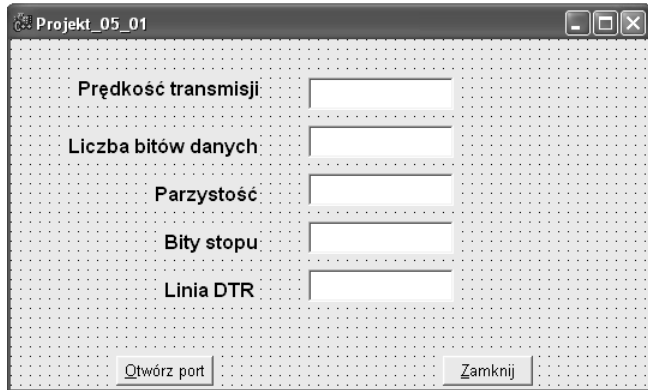 Projekt_05_01
Prędkość transmisji
Liczba bitów danych
Parzystość
Bity stopu
Linia DTR
Otwórz port
Zamknij